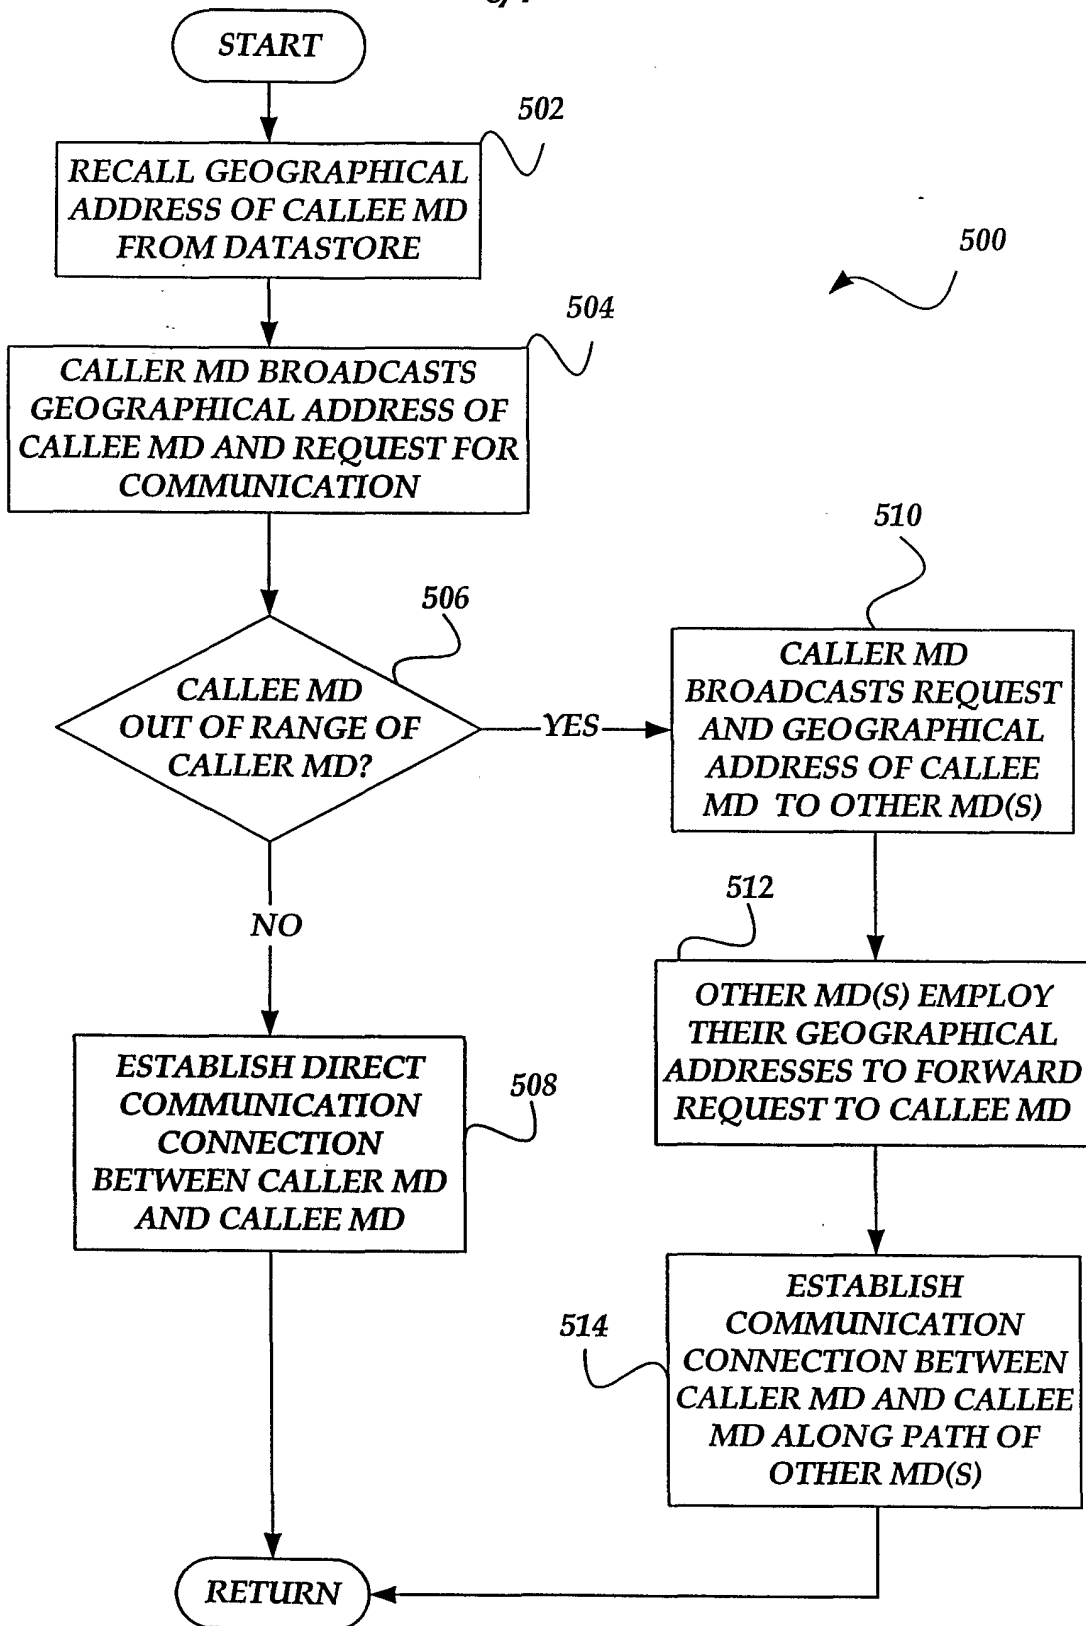 START
502
RECALL GEOGRAPHICAL
ADDRESS OF CALLEE MD
FROM DATASTORE
500
504
CALLER MD BROADCASTS
GEOGRAPHICAL ADDRESS OF
CALLEE MD AND REQUEST FOR
COMMUNICATION
506
CALLEE MD
OUT OF RANGE OF
CALLER MD?
YES
NO
510
CALLER MD
BROADCASTS REQUEST
AND GEOGRAPHICAL
ADDRESS OF CALLEE
MD TO OTHER MD(S)
512
OTHER MD(S) EMPLOY
THEIR GEOGRAPHICAL
ADDRESSES TO FORWARD
REQUEST TO CALLEE MD
508
ESTABLISH DIRECT
COMMUNICATION
CONNECTION
BETWEEN CALLER MD
AND CALLEE MD
514
ESTABLISH
COMMUNICATION
CONNECTION BETWEEN
CALLER MD AND CALLEE
MD ALONG PATH OF
OTHER MD(S)
RETURN